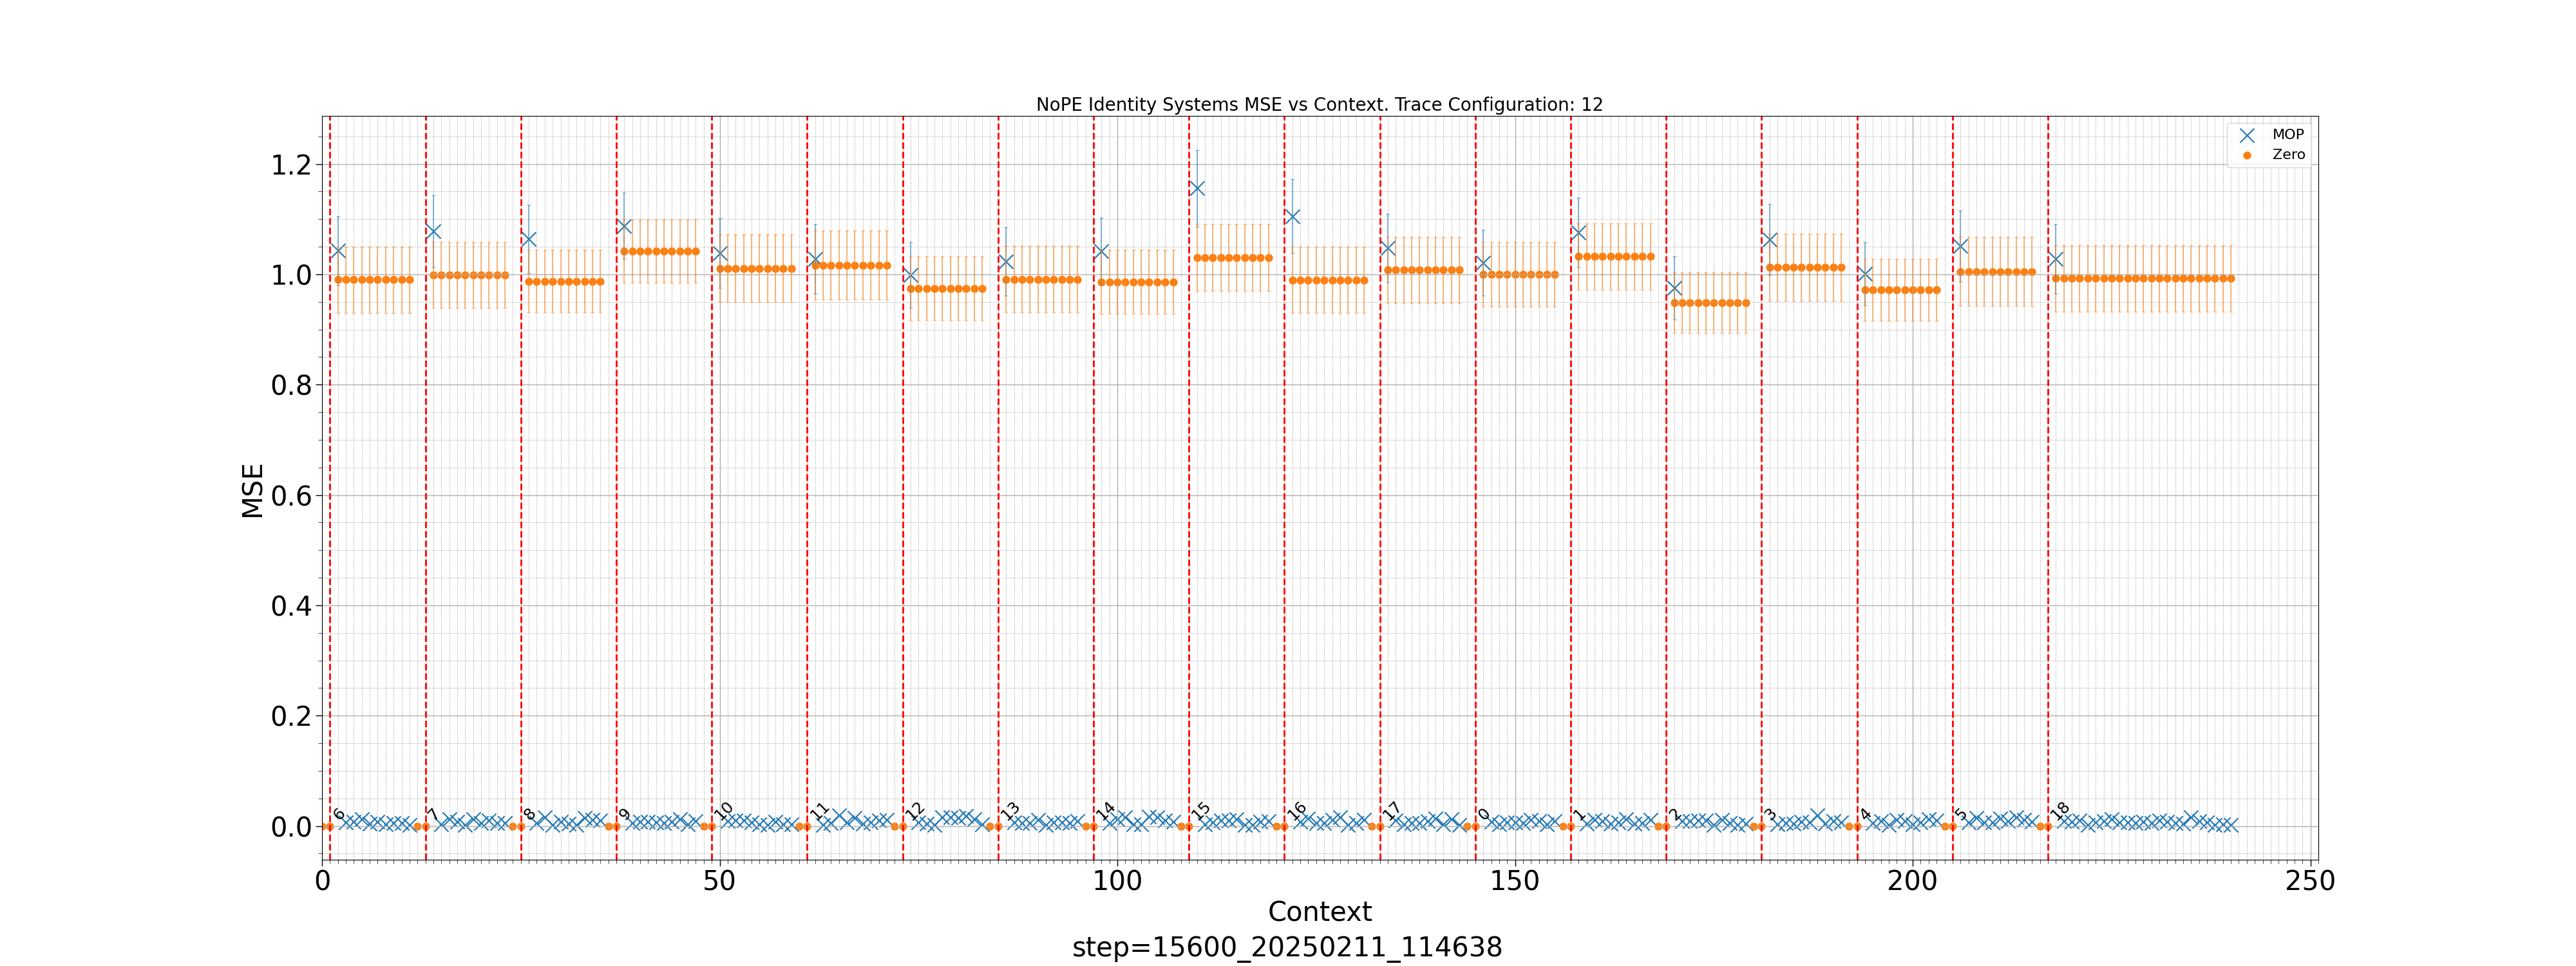 NoPE Identity Systems MSE vs Context. Trace Configuration: 12
MOP
Zero
1.2
1.0
0.8
0.6
0.4
0.2
0.0
MSE
6 7 8 9 10 11 12 13 14 15 16 17 0 1 2 3 4 5 18
0 50 100 150 200 250
Context
step=15600_20250211_114638